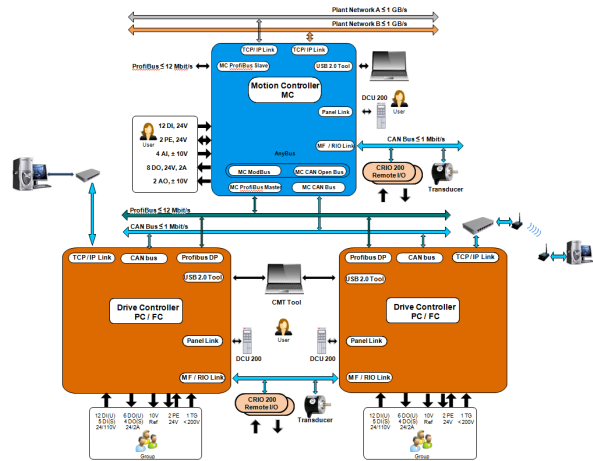 Plant Network A ≤ 1 GB/s
Plant Network B ≤ 1 GB/s
TCP/ IP Link
TCP/ IP Link
ProfiBus ≤ 12 Mbit/s
MC ProfiBus Slave
USB 2.0 Tool
Motion Controller
MC
DCU 200
User
Panel Link
User
12 DI, 24V
2 PE, 24V
4 AI, ± 10V
8 DO, 24V, 2A
2 AO, ± 10V
MF / RIO Link
CAN Bus ≤ 1 Mbit/s
AnyBus
MC ModBus
MC CAN Open Bus
MC ProfiBus Master
MC CAN Bus
CRIO 200
Remote I/O
Transducer
ProfiBus ≤ 12 Mbit/s
CAN Bus ≤ 1 Mbit/s
TCP / IP Link
CAN bus
Profibus DP
USB 2.0 Tool
Drive Controller
PC / FC
Panel Link
DCU 200
MF / RIO Link
CMT Tool
User
Profibus DP
CAN bus
TCP / IP Link
USB 2.0 Tool
Drive Controller
PC / FC
Panel Link
DCU 200
MF / RIO Link
CRIO 200
Remote I/O
Transducer
12 DI(U)
5 DI(S)
24/110V
6 DO(U)
4 DO(S)
24/2A
10V
Ref
2 PE
24V
1 TG
< 200V
Group
12 DI(U)
5 DI(S)
24/110V
6 DO(U)
4 DO(S)
24/2A
10V
Ref
2 PE
24V
1 TG
< 200V
Group